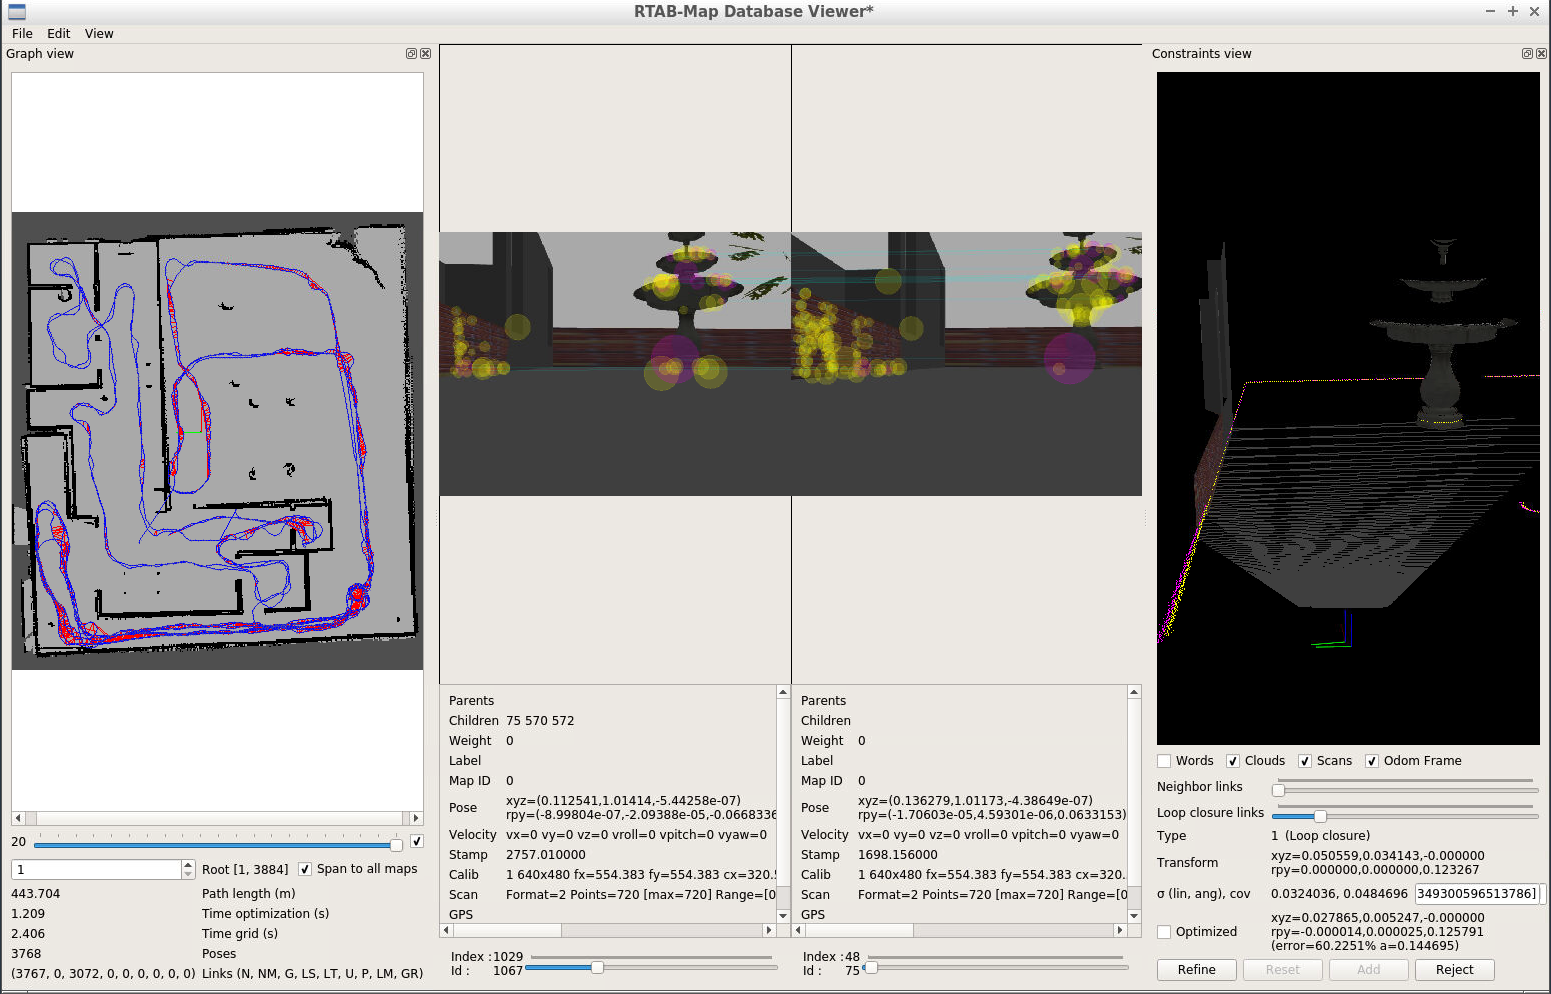 RTAB-Map Database Viewer*
File Edit View
Graph view
Constraints view
20
1
Root [1, 3884] Span to all maps
443.704 Path length (m)
1.209 Time optimization (s)
2.406 Time grid (s)
3768 Poses
(3767, 0, 3072, 0, 0, 0, 0, 0, 0) Links (N, NM, G, LS, LT, U, P, LM, GR)
Parents
Children 75 570 572
Weight 0
Label
Map ID 0
Pose xyz=(0.112541,1.01414,-5.44258e-07)
rpy=(-8.99804e-07,-2.09388e-05,-0.0668336
Velocity vx=0 vy=0 vz=0 vroll=0 vpitch=0 vyaw=0
Stamp 2757.010000
Calib 1 640x480 fx=554.383 fy=554.383 cx=320.
Scan Format=2 Points=720 [max=720] Range=[0
GPS
Index :1029
Id : 1067
Parents
Children
Weight 0
Label
Map ID 0
Pose xyz=(0.136279,1.01173,-4.38649e-07)
rpy=(-1.70603e-05,4.59301e-06,0.0633153)
Velocity vx=0 vy=0 vz=0 vroll=0 vpitch=0 vyaw=0
Stamp 1698.156000
Calib 1 640x480 fx=554.383 fy=554.383 cx=320.
Scan Format=2 Points=720 [max=720] Range=[0
GPS
Index :48
Id : 75
Words Clouds Scans Odom Frame
Neighbor links
Loop closure links
Type 1 (Loop closure)
Transform xyz=0.050559,0.034143,-0.000000
rpy=0.000000,0.000000,0.123267
σ (lin, ang), cov 0.0324036, 0.0484696 349300596513786]
Optimized xyz=0.027865,0.005247,-0.000000
rpy=-0.000014,0.000025,0.125791
(error=60.2251% a=0.144695)
Refine Reset Add Reject